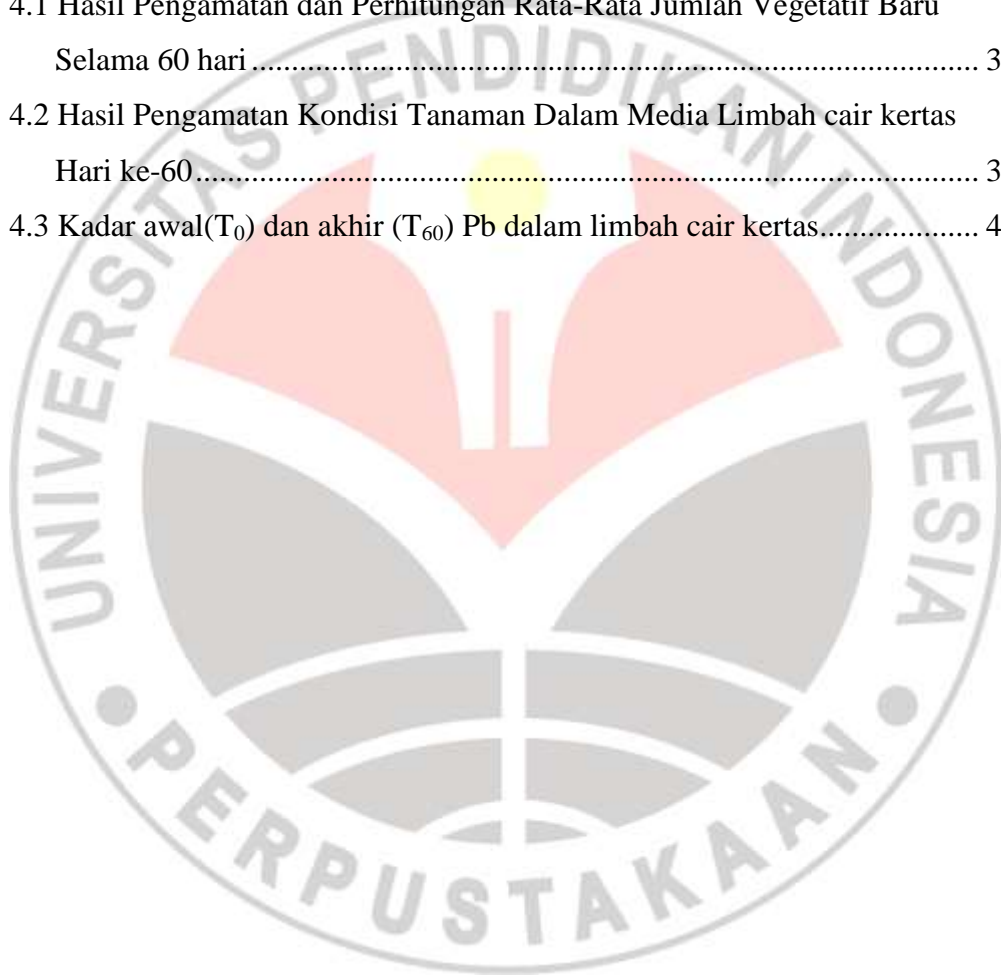 4.1 Hasil Pengamatan dan Perhitungan Rata-Rata Jumlah Vegetatif Baru
Selama 60 hari ........................................................................................ 3
4.2 Hasil Pengamatan Kondisi Tanaman Dalam Media Limbah cair kertas
Hari ke-60 ............................................................................................... 3
4.3 Kadar awal(T₀) dan akhir (T₆₀) Pb dalam limbah cair kertas .................... 4
UNIVERSITAS PENDIDIKAN INDONESIA
PERPUSTAKAAN